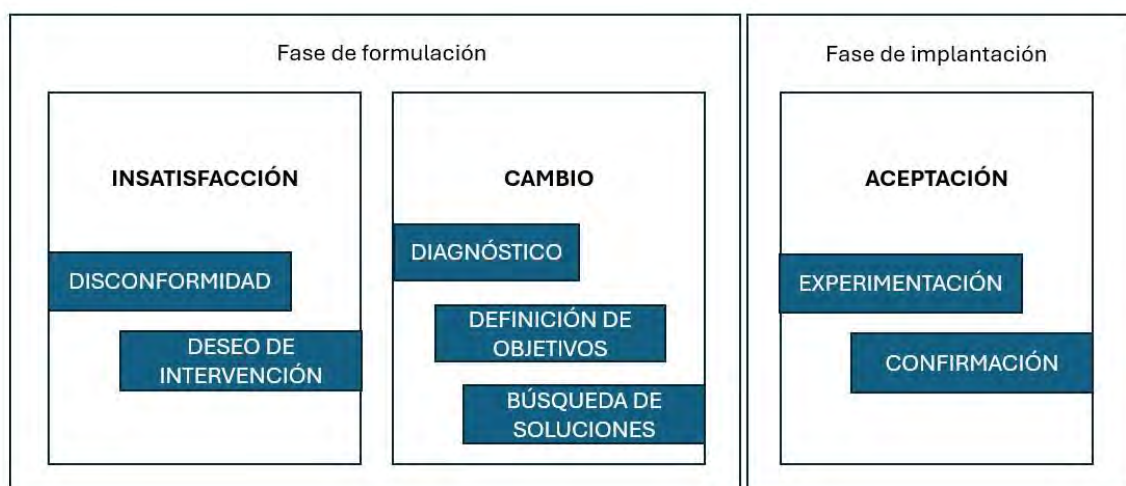 Fase de formulación
Fase de implantación
INSATISFACCIÓN
DISCONFORMIDAD
DESEO DE
INTERVENCIÓN
CAMBIO
DIAGNÓSTICO
DEFINICIÓN DE
OBJETIVOS
BÚSQUEDA DE
SOLUCIONES
ACEPTACIÓN
EXPERIMENTACIÓN
CONFIRMACIÓN